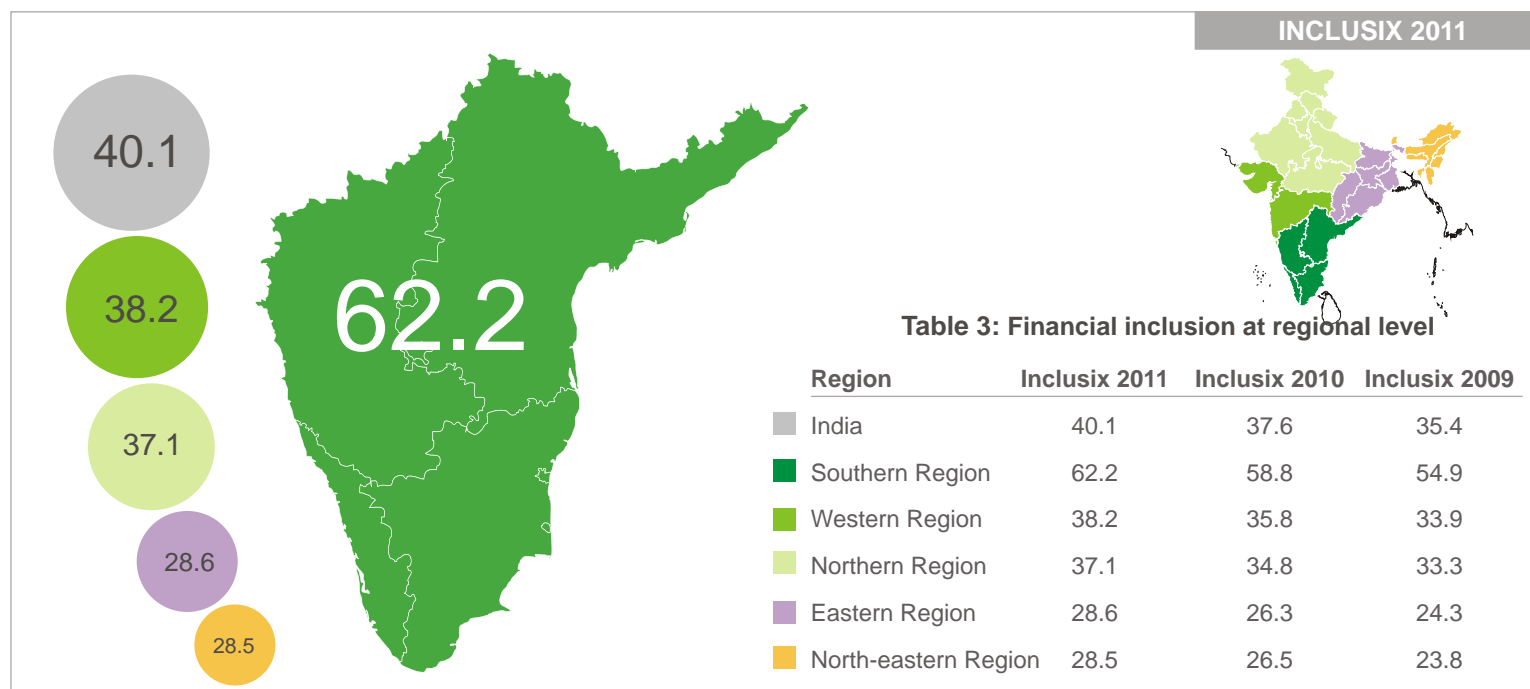 INCLUSIX 2011
40.1
38.2
37.1
28.6
28.5
62.2
Table 3: Financial inclusion at regional level
Region Inclusix 2011 Inclusix 2010 Inclusix 2009
India 40.1 37.6 35.4
Southern Region 62.2 58.8 54.9
Western Region 38.2 35.8 33.9
Northern Region 37.1 34.8 33.3
Eastern Region 28.6 26.3 24.3
North-eastern Region 28.5 26.5 23.8